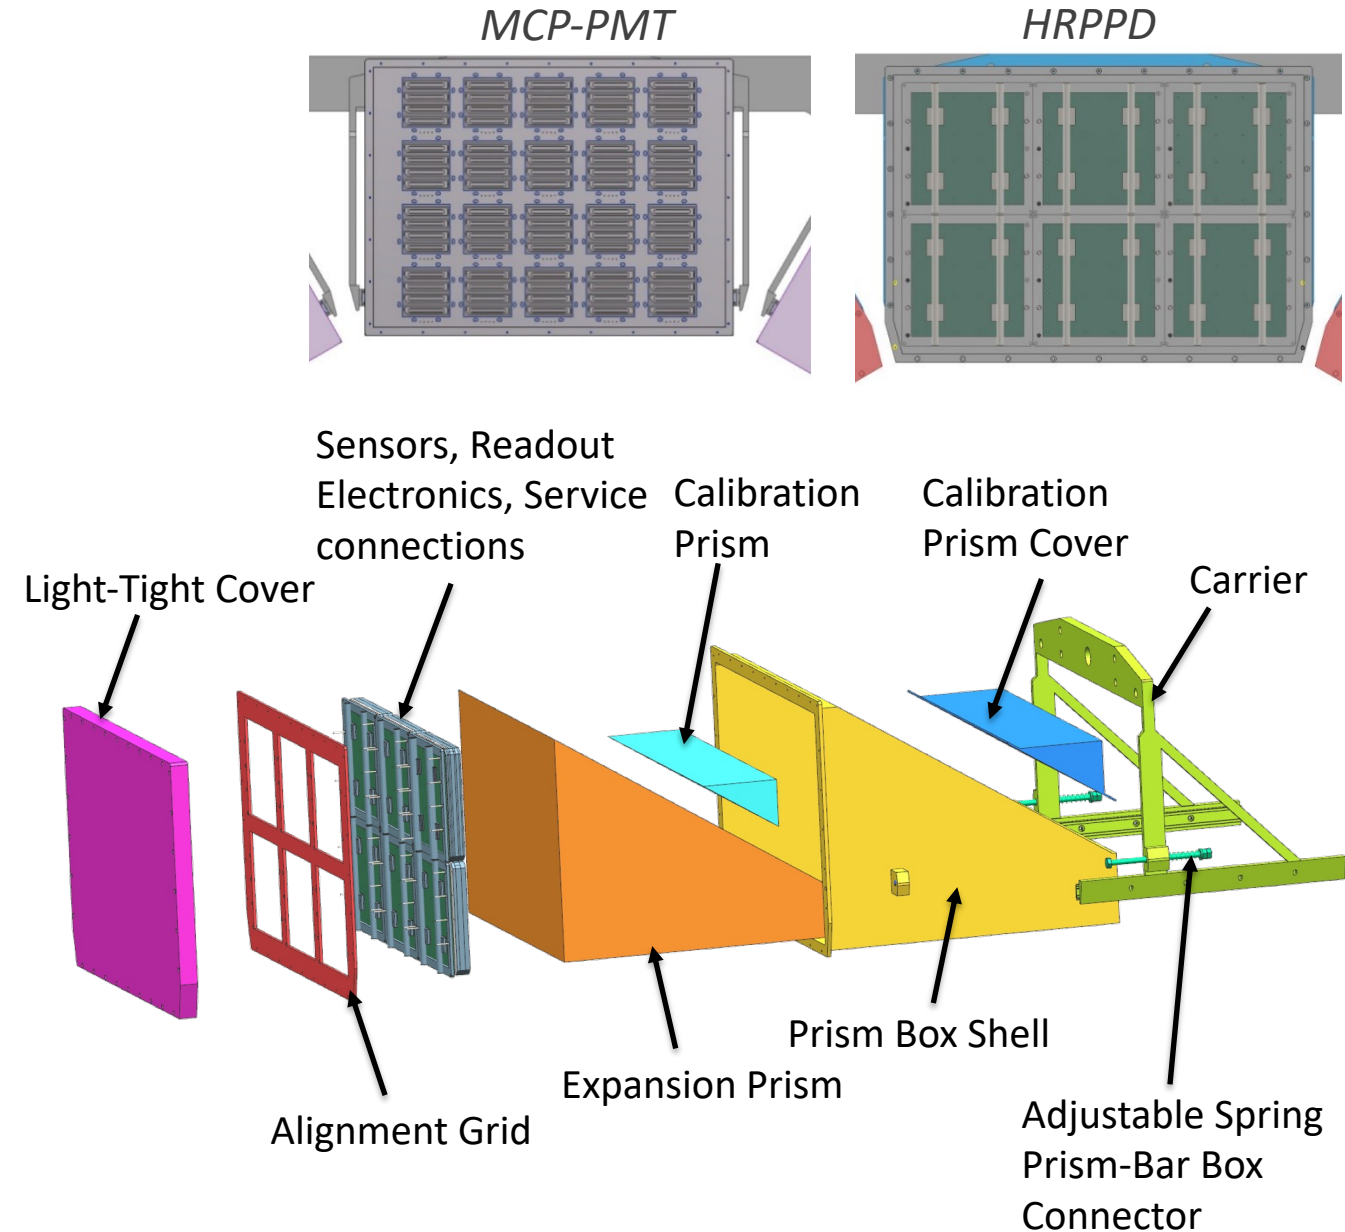 MCP-PMT
HRPPD
Sensors, Readout
Electronics, Service
connections
Calibration
Prism
Calibration
Prism Cover
Carrier
Light-Tight Cover
Prism Box Shell
Expansion Prism
Alignment Grid
Adjustable Spring
Prism-Bar Box
Connector